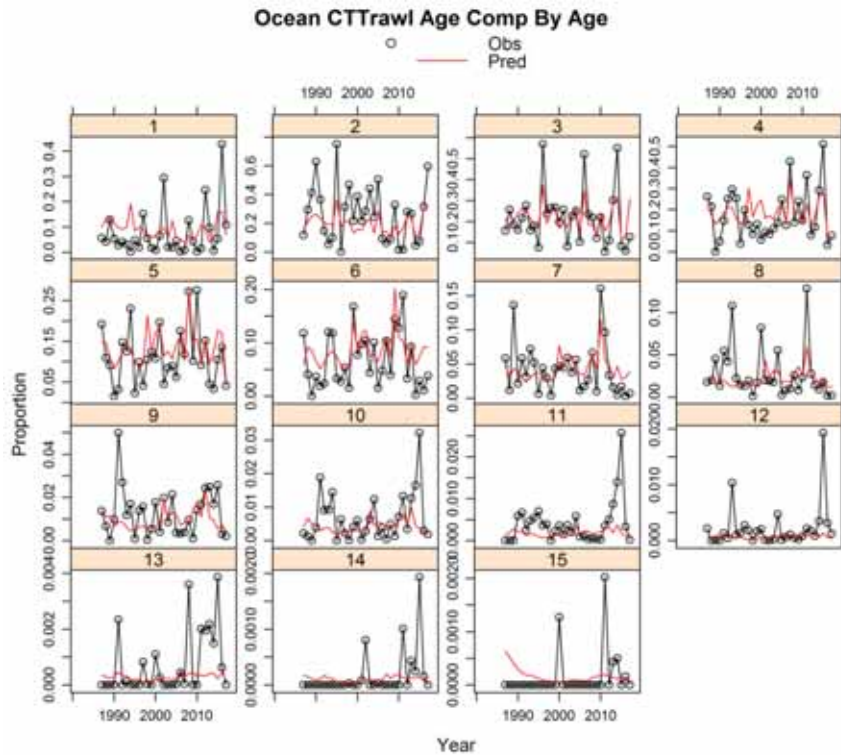 Ocean CTTrawl Age Comp By Age
Obs
Pred
1990 2000 2010 1990 2000 2010
1 2 3 4
0.0 0.1 0.2 0.3 0.4
0.0 0.2 0.4 0.6
0.1 0.2 0.3 0.4 0.5
0.0 0.1 0.2 0.3 0.4 0.5
5 6 7 8
0.05 0.15 0.25
0.00 0.10 0.20
0.00 0.05 0.10 0.15
0.00 0.05 0.10
9 10 11 12
0.00 0.02 0.04
0.00 0.01 0.02 0.03
0.000 0.010 0.020
0.000 0.010 0.020
13 14 15
0.000 0.002 0.004
0.0000 0.0010 0.0020
0.0000 0.0010 0.0020
1990 2000 2010 1990 2000 2010
Proportion
Year